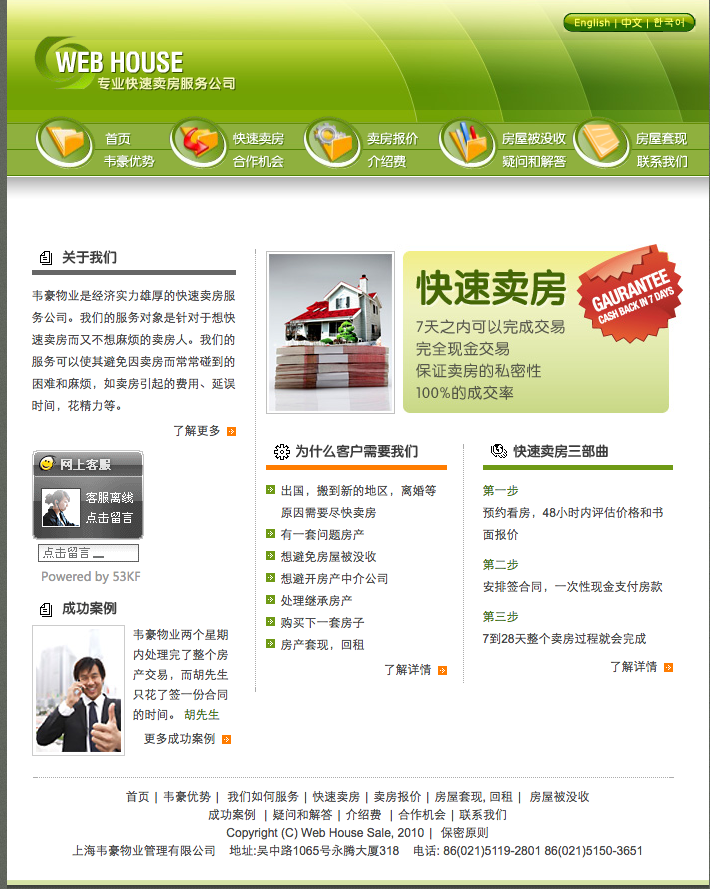 English | 中文 | 한국어
WEB HOUSE
专业快速卖房服务公司
首页
韦豪优势
快速卖房
合作机会
卖房报价
介绍费
房屋被没收
疑问和解答
房屋套现
联系我们
关于我们
韦豪物业是经济实力雄厚的快速卖房服
务公司。我们的服务对象是针对于想快
速卖房而又不想麻烦的卖房人。我们的
服务可以使其避免因卖房而常常碰到的
困难和麻烦，如卖房引起的费用、延误
时间，花精力等。
了解更多
网上客服
客服离线
点击留言
点击留言
Powered by 53KF
成功案例
韦豪物业两个星期
内处理完了整个房
产交易，而胡先生
只花了签一份合同
的时间。 胡先生
更多成功案例
快速卖房
7天之内可以完成交易
完全现金交易
保证卖房的私密性
100%的成交率
GAURANTEE
CASH BACK IN 7 DAYS
为什么客户需要我们
出国，搬到新的地区，离婚等
原因需要尽快卖房
有一套问题房产
想避免房屋被没收
想避开房产中介公司
处理继承房产
购买下一套房子
房产套现，回租
了解详情
快速卖房三部曲
第一步
预约看房，48小时内评估价格和书
面报价
第二步
安排签合同，一次性现金支付房款
第三步
7到28天整个卖房过程就会完成
了解详情
首页 | 韦豪优势 | 我们如何服务 | 快速卖房 | 卖房报价 | 房屋套现, 回租 | 房屋被没收
成功案例 | 疑问和解答 | 介绍费 | 合作机会 | 联系我们
Copyright (C) Web House Sale, 2010 | 保密原则
上海韦豪物业管理有限公司 地址:吴中路1065号永腾大厦318 电话: 86(021)5119-2801 86(021)5150-3651